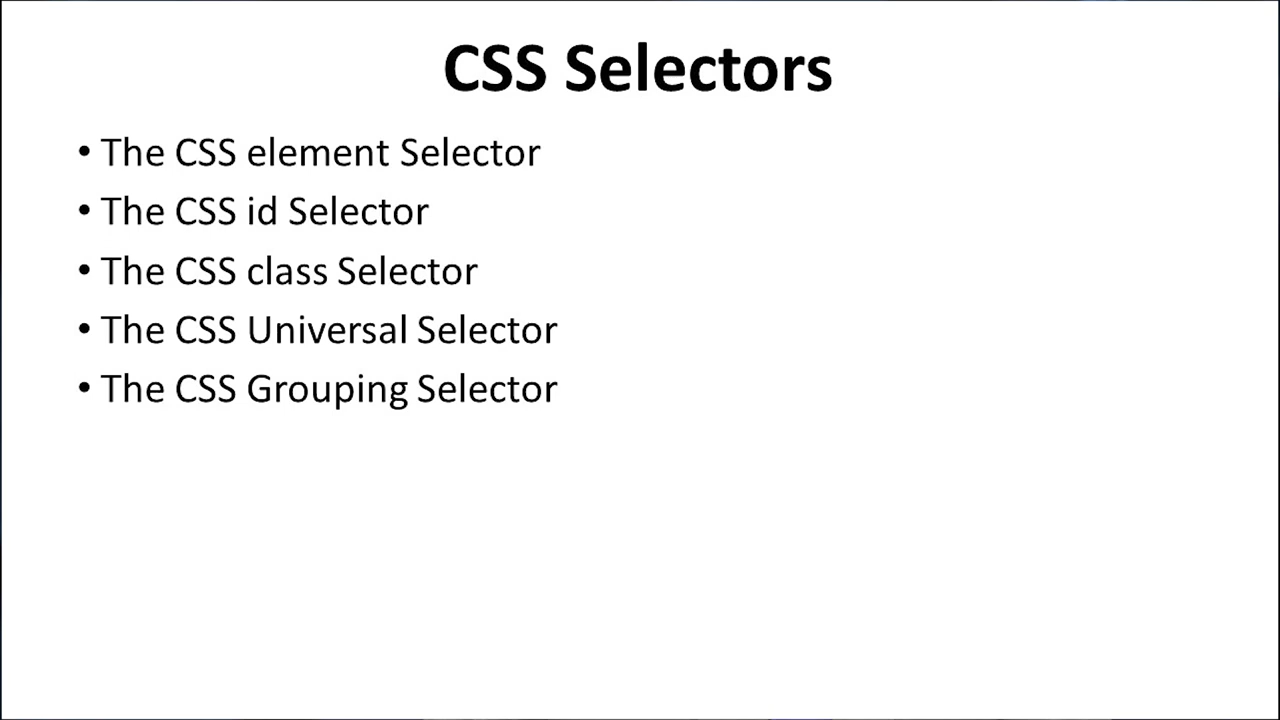 CSS Selectors
• The CSS element Selector
• The CSS id Selector
• The CSS class Selector
• The CSS Universal Selector
• The CSS Grouping Selector